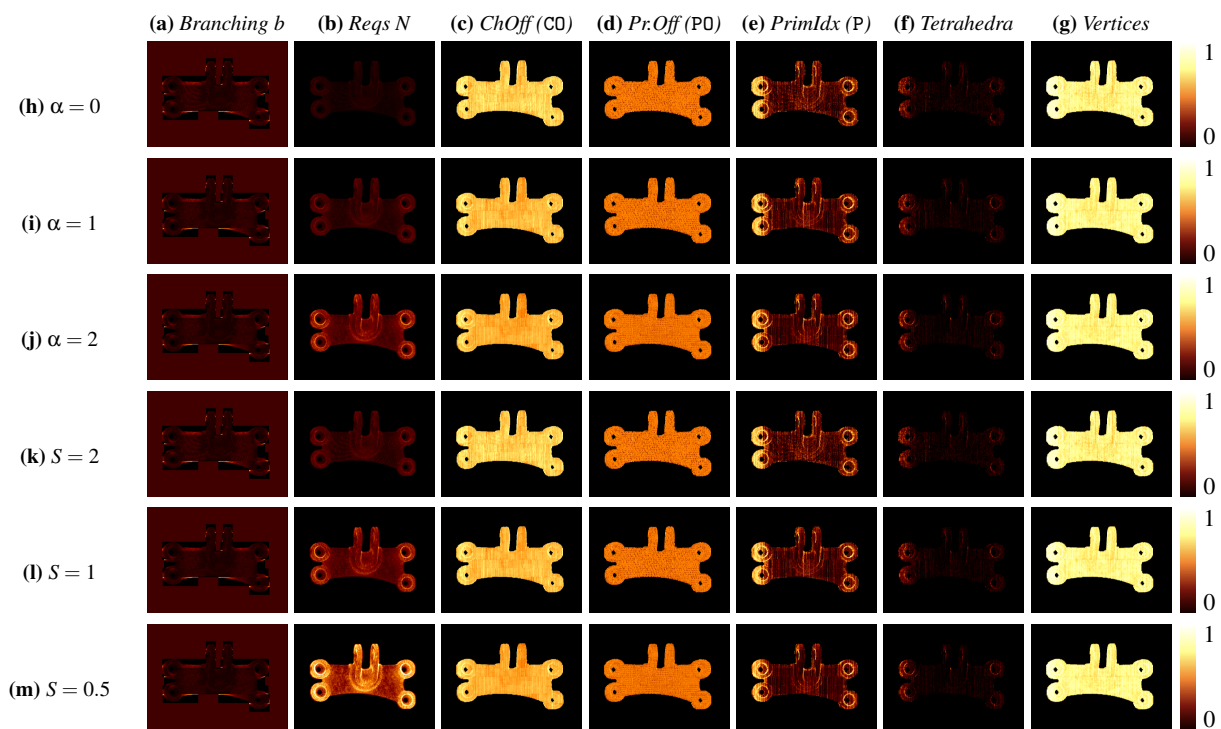 (a) Branching b (b) Reqs N (c) ChOff (CO) (d) Pr.Off (PO) (e) PrimIdx (P) (f) Tetrahedra (g) Vertices
1
(h) α = 0
0
1
(i) α = 1
0
1
(j) α = 2
0
1
(k) S = 2
0
1
(l) S = 1
0
1
(m) S = 0.5
0